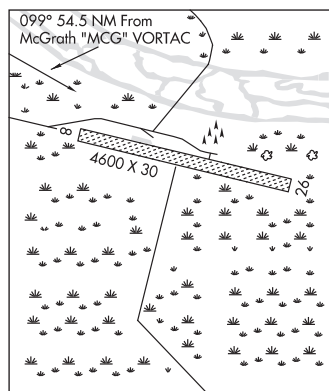 099° 54.5 NM From
McGrath "MCG" VORTAC
8
4600 X 30
26